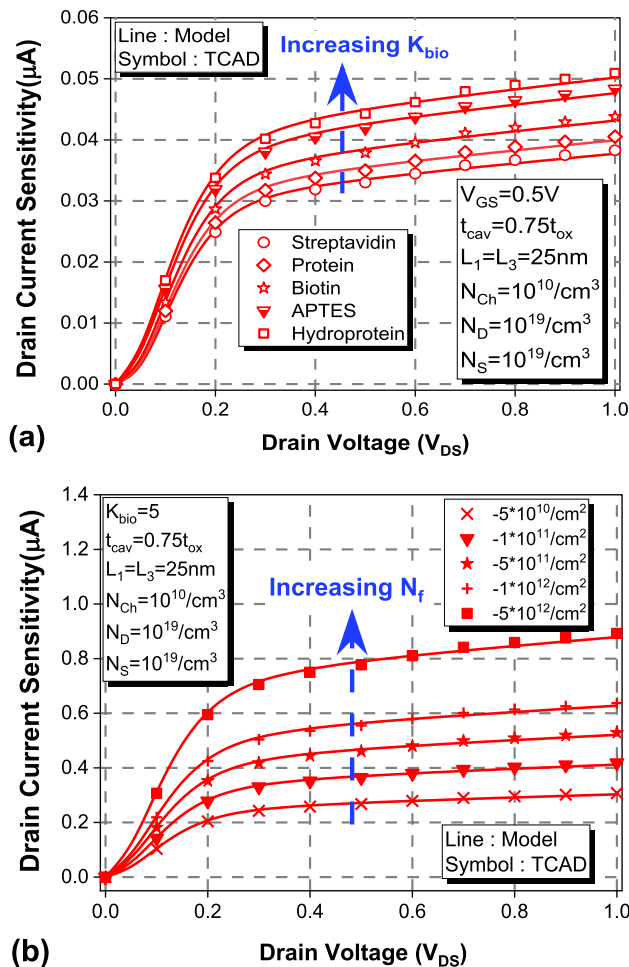 Line : Model
Symbol : TCAD
Increasing K_bio
0.06
0.05
0.04
0.03
0.02
0.01
0.00
Drain Current Sensitivity(μA)
Streptavidin
Protein
Biotin
APTES
Hydroprotein
V_GS=0.5V
t_cav=0.75t_ox
L_1=L_3=25nm
N_Ch=10^10/cm^3
N_D=10^19/cm^3
N_S=10^19/cm^3
0.0 0.2 0.4 0.6 0.8 1.0
Drain Voltage (V_DS)
(a)
K_bio=5
t_cav=0.75t_ox
L_1=L_3=25nm
N_Ch=10^10/cm^3
N_D=10^19/cm^3
N_S=10^19/cm^3
Increasing N_f
-5*10^10/cm^2
-1*10^11/cm^2
-5*10^11/cm^2
-1*10^12/cm^2
-5*10^12/cm^2
1.4
1.2
1.0
0.8
0.6
0.4
0.2
0.0
Drain Current Sensitivity(μA)
Line : Model
Symbol : TCAD
0.0 0.2 0.4 0.6 0.8 1.0
Drain Voltage (V_DS)
(b)